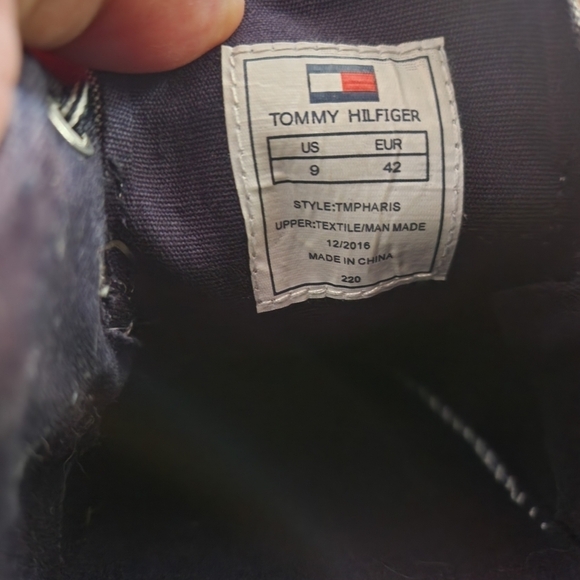 TOMMY HILFIGER
US EUR
9 42
STYLE:TMPHARIS
UPPER:TEXTILE/MAN MADE
12/2016
MADE IN CHINA
220